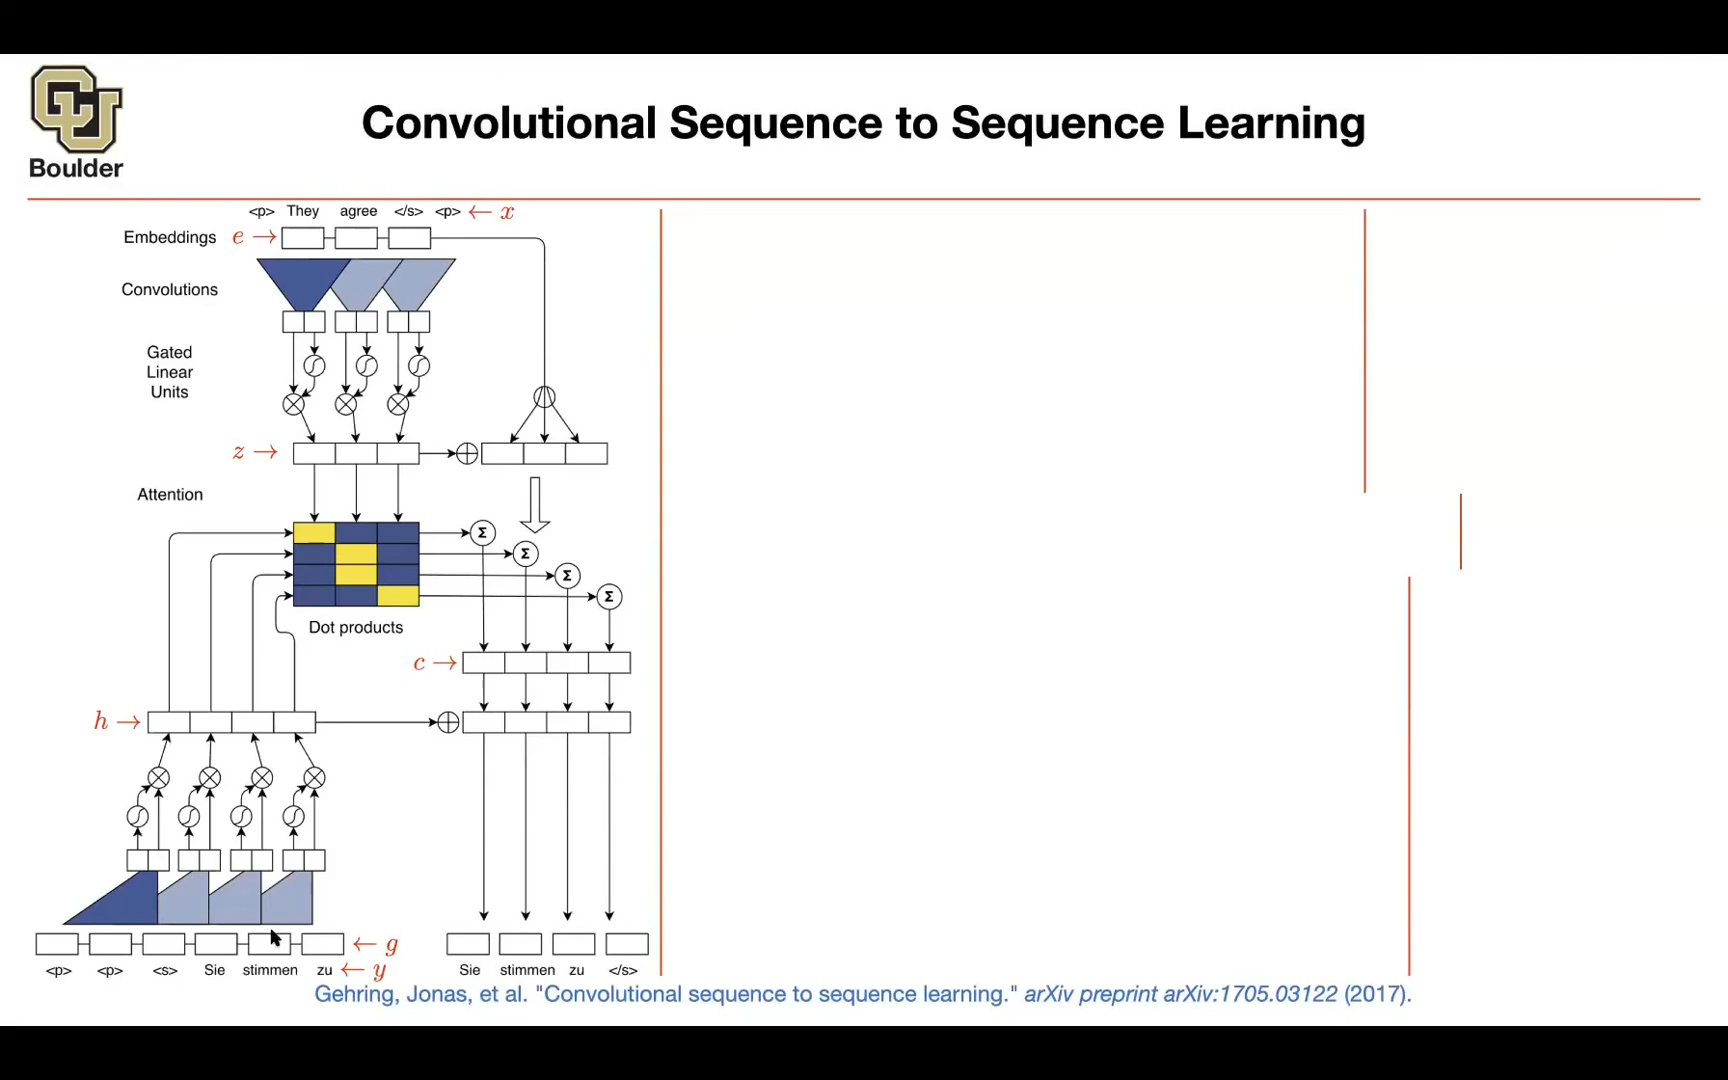 Boulder
Convolutional Sequence to Sequence Learning
<p> They agree </s> <p> ← x
Embeddings e →
Convolutions
Gated
Linear
Units
z →
Attention
Σ
Σ
Σ
Σ
Dot products
c →
h →
← g
<p> <p> <s> Sie stimmen zu ← y
Sie stimmen zu </s>
Gehring, Jonas, et al. "Convolutional sequence to sequence learning." arXiv preprint arXiv:1705.03122 (2017).